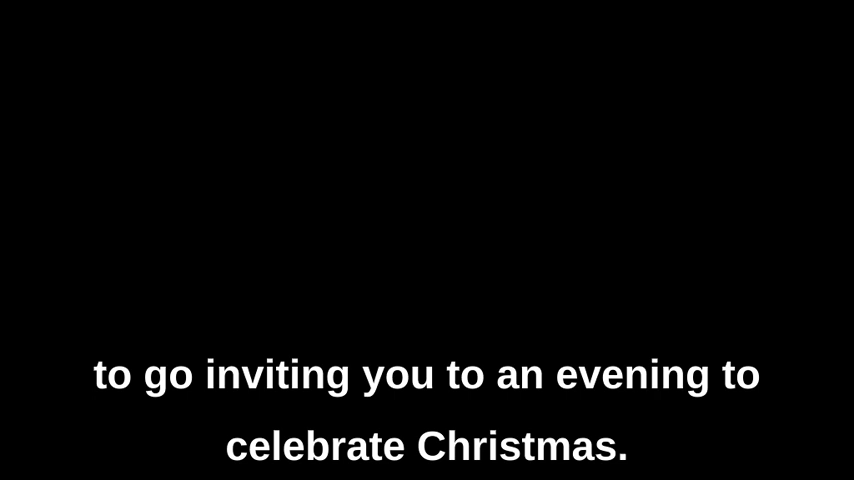 to go inviting you to an evening to
celebrate Christmas.